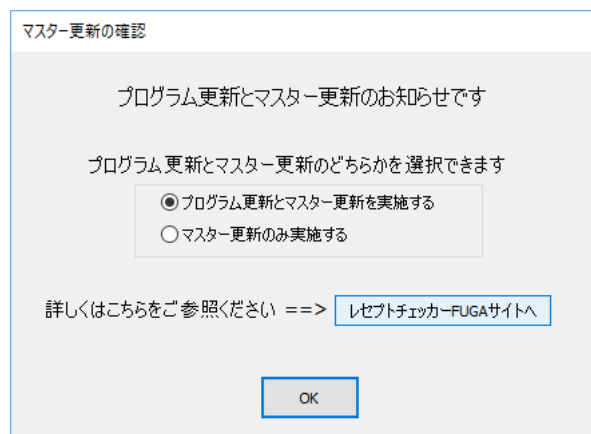 マスター更新の確認
プログラム更新とマスター更新のお知らせです
プログラム更新とマスター更新のどちらかを選択できます
プログラム更新とマスター更新を実施する
マスター更新のみ実施する
詳しくはこちらをご参照ください ==> レセプトチェッカーFUGAサイトへ
OK